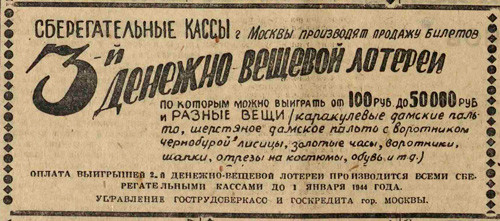 СБЕРЕГАТЕЛЬНЫЕ КАССЫ г МОСКВЫ ПРОИЗВОДЯТ ПРОДАЖУ БИЛЕТОВ
3-й
ДЕНЕЖНО-ВЕЩЕВОЙ ЛОТЕРЕИ
ПО КОТОРЫМ МОЖНО ВЫИГРАТЬ ОТ 100 РУБ. ДО 50000 РУБ
И РАЗНЫЕ ВЕЩИ (каракулевые дамские паль-
то, шерстяное дамское пальто с воротником
чернобурой лисицы, золотые часы, воротники,
шапки, отрезы на костюмы, обувь и т.д.)
ОПЛАТА ВЫИГРЫШЕЙ 2-й ДЕНЕЖНО-ВЕЩЕВОЙ ЛОТЕРЕИ ПРОИЗВОДИТСЯ ВСЕМИ СБЕ-
РЕГАТЕЛЬНЫМИ КАССАМИ ДО 1 ЯНВАРЯ 1944 ГОДА.
УПРАВЛЕНИЕ ГОСТРУДСБЕРКАСС И ГОСКРЕДИТА гор. МОСКВЫ.